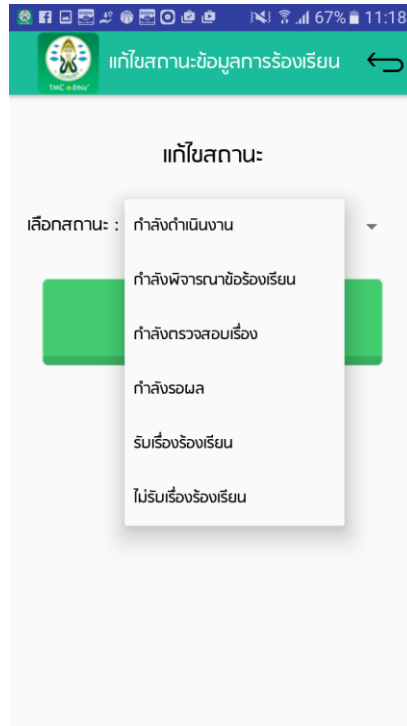 67% 11:18
TMC e-Ethic
แก้ไขสถานะข้อมูลการร้องเรียน
แก้ไขสถานะ
เลือกสถานะ : กำลังดำเนินงาน
กำลังพิจารณาข้อร้องเรียน
กำลังตรวจสอบเรื่อง
กำลังรอผล
รับเรื่องร้องเรียน
ไม่รับเรื่องร้องเรียน